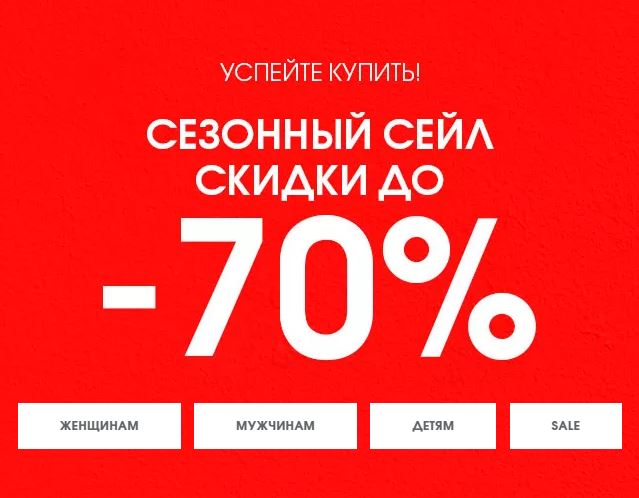 УСПЕЙТЕ КУПИТЬ!
СЕЗОННЫЙ СЕЙЛ
СКИДКИ ДО
-70%
ЖЕНЩИНАМ
МУЖЧИНАМ
ДЕТЯМ
SALE